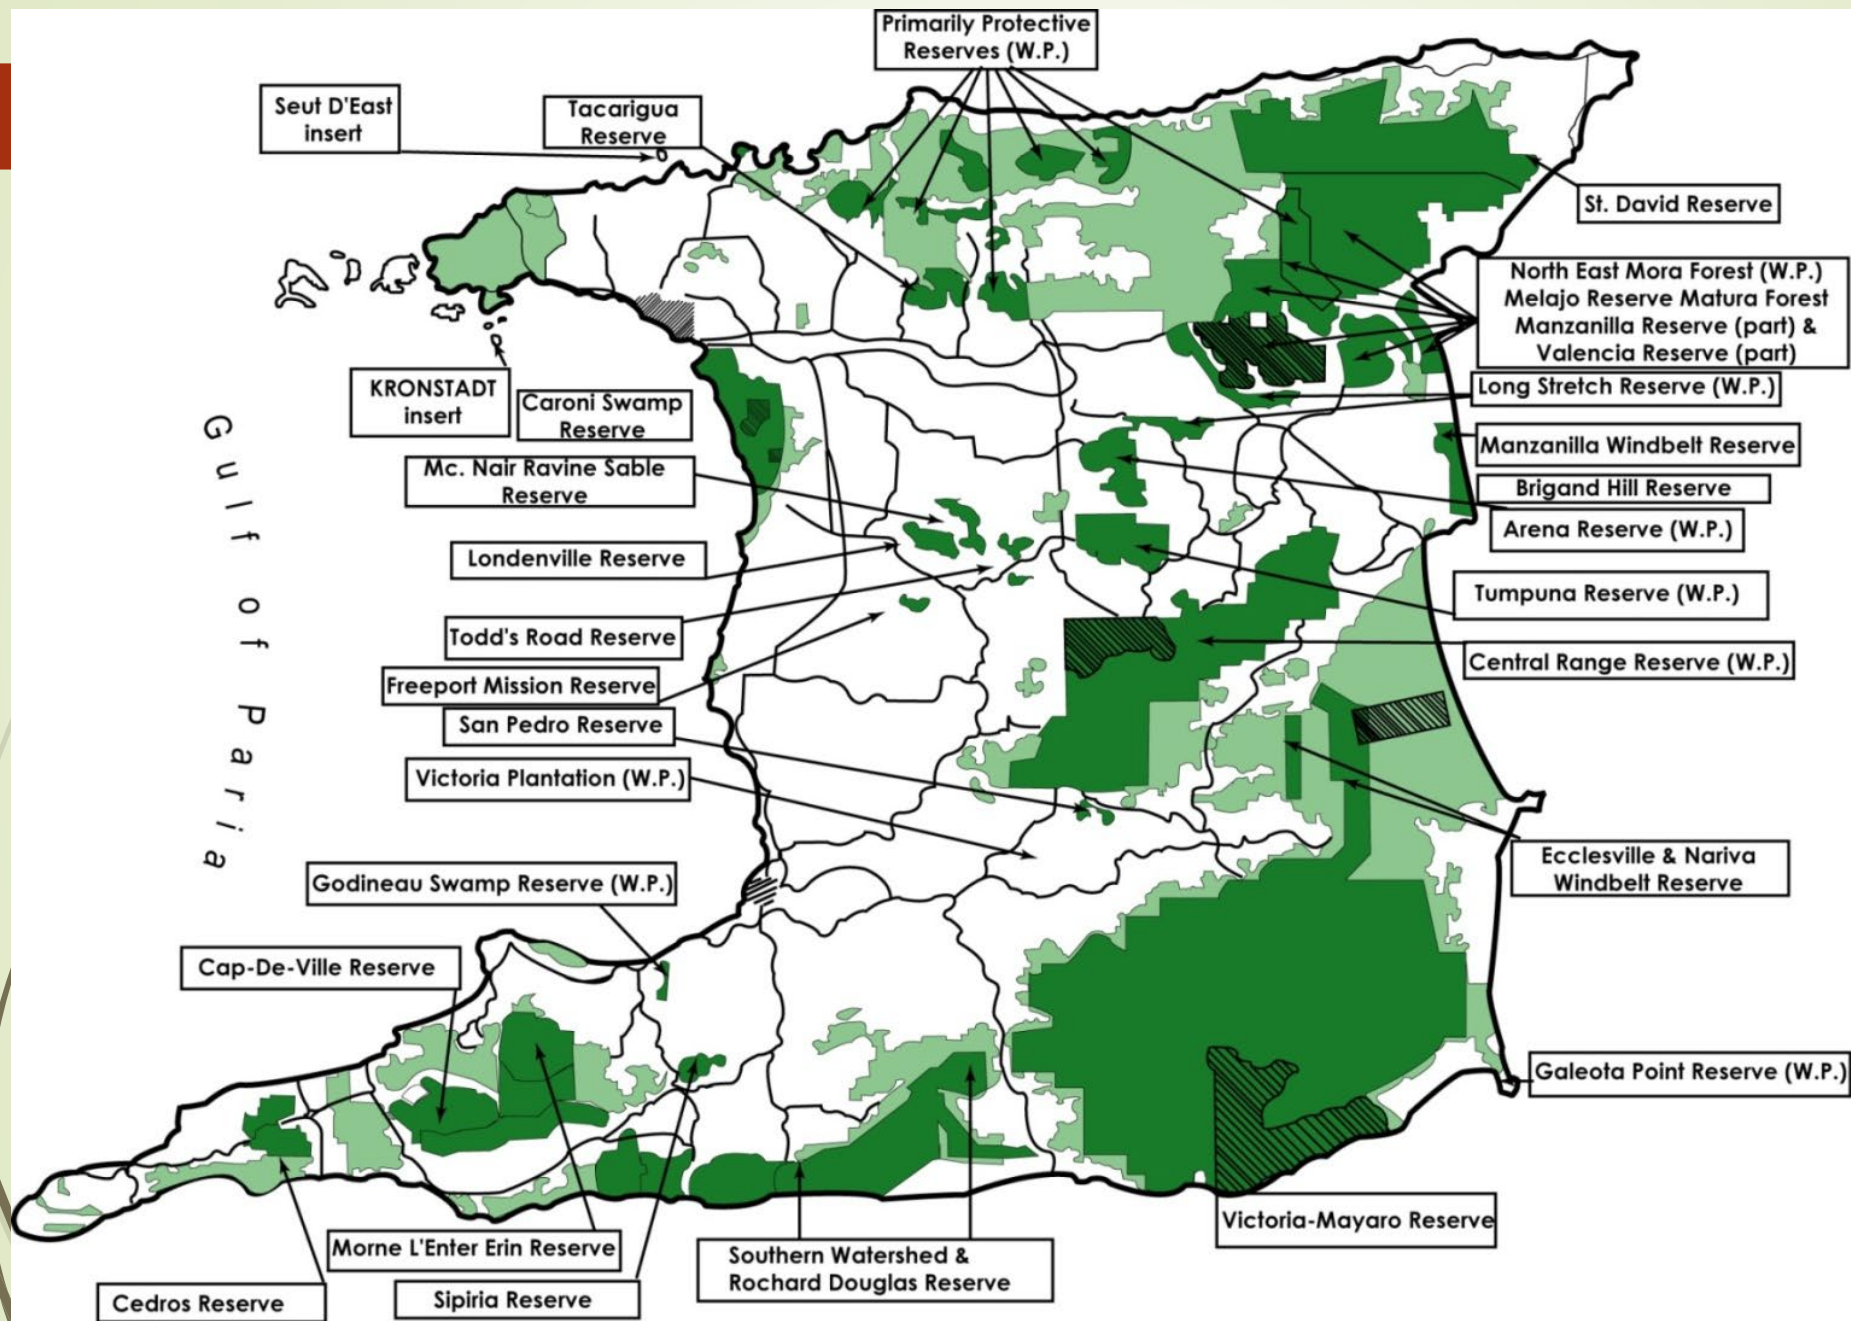 Primarily Protective
Reserves (W.P.)
Seut D'East
insert
Tacarigua
Reserve
St. David Reserve
North East Mora Forest (W.P.)
Melajo Reserve Matura Forest
Manzanilla Reserve (part) &
Valencia Reserve (part)
KRONSTADT
insert
Caroni Swamp
Reserve
Long Stretch Reserve (W.P.)
Manzanilla Windbelt Reserve
Mc. Nair Ravine Sable
Reserve
Brigand Hill Reserve
Arena Reserve (W.P.)
Londenville Reserve
Tumpuna Reserve (W.P.)
Todd's Road Reserve
Central Range Reserve (W.P.)
Freeport Mission Reserve
San Pedro Reserve
Victoria Plantation (W.P.)
Gulf of Paria
Ecclesville & Nariva
Windbelt Reserve
Godineau Swamp Reserve (W.P.)
Cap-De-Ville Reserve
Galeota Point Reserve (W.P.)
Victoria-Mayaro Reserve
Morne L'Enter Erin Reserve
Southern Watershed &
Rochard Douglas Reserve
Cedros Reserve
Sipiria Reserve